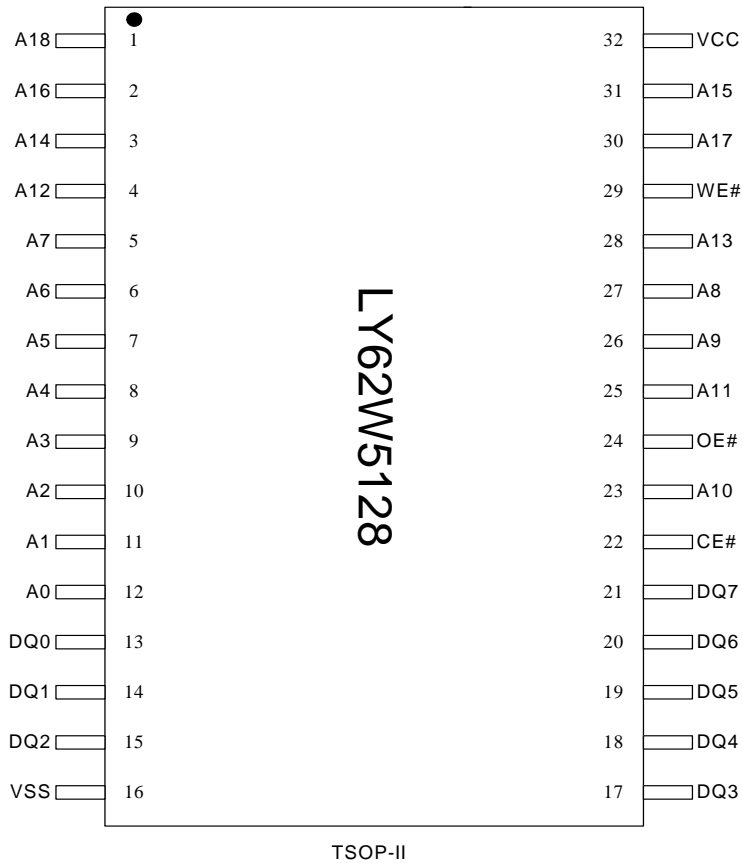 A18 1 32 VCC
A16 2 31 A15
A14 3 30 A17
A12 4 29 WE#
A7 5 28 A13
A6 6 27 A8
A5 7 26 A9
A4 8 25 A11
A3 9 24 OE#
A2 10 23 A10
A1 11 22 CE#
A0 12 21 DQ7
DQ0 13 20 DQ6
DQ1 14 19 DQ5
DQ2 15 18 DQ4
VSS 16 17 DQ3
LY62W5128
TSOP-II